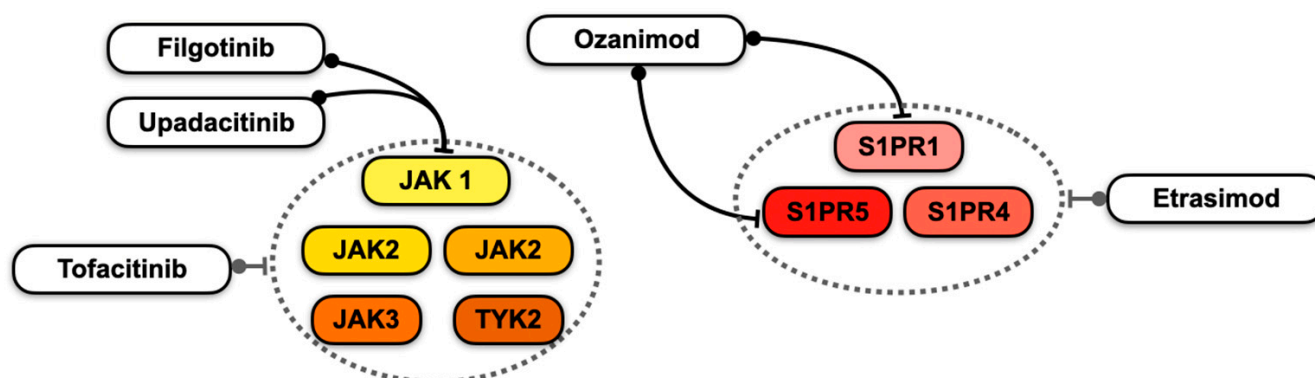 Filgotinib
Upadacitinib
Ozanimod
JAK 1
JAK2
JAK2
JAK3
TYK2
Tofacitinib
S1PR1
S1PR5
S1PR4
Etrasimod